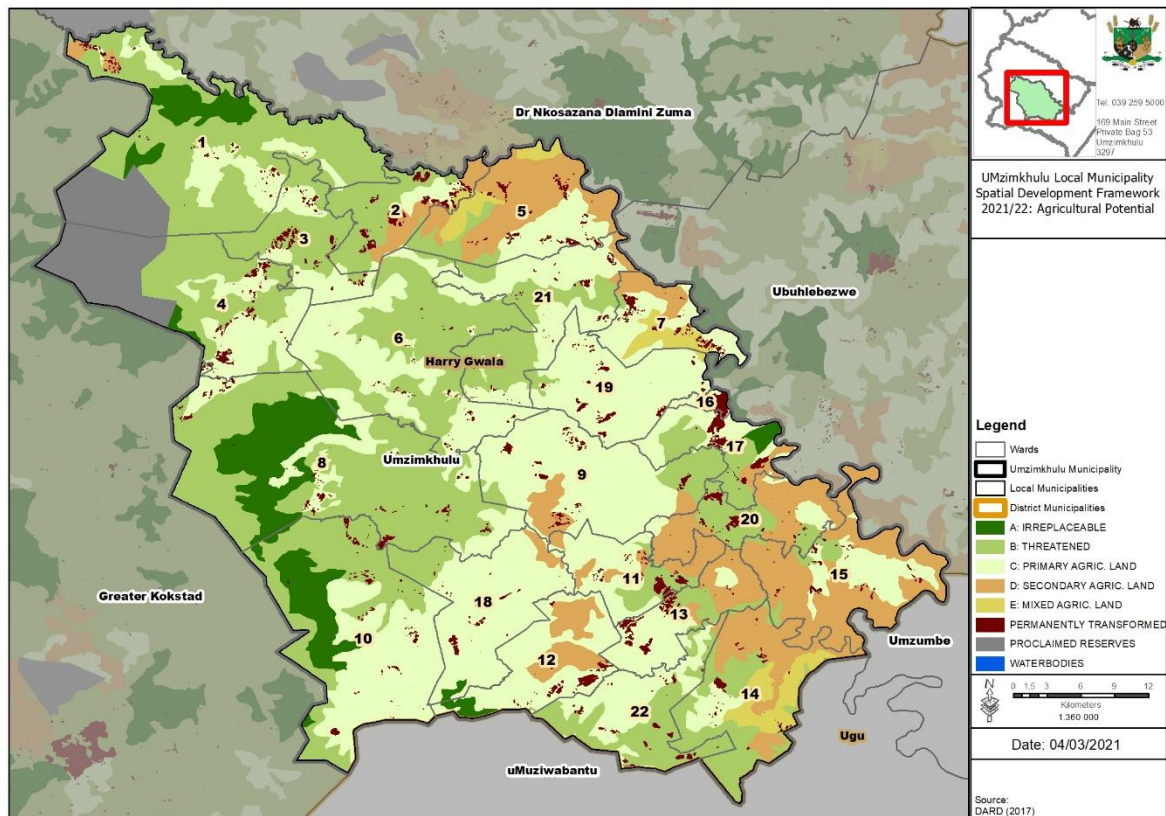 Dr Nkosazana Dlamini Zuma
1
2
5
3
4
21
Ubuhlebezwe
7
6
Harry Gwala
19
16
17
8
Umzimkhulu
9
20
11
15
Greater Kokstad
18
13
10
Umzumbe
12
14
22
Ugu
uMuziwabantu
Tel. 039 259 5000
169 Main Street
Private Bag 53
Umzimkhulu
3297
UMzimkhulu Local Municipality
Spatial Development Framework
2021/22: Agricultural Potential
Legend
Wards
Umzimkhulu Municipality
Local Municipalities
District Municipalities
A: IRREPLACEABLE
B: THREATENED
C: PRIMARY AGRIC. LAND
D: SECONDARY AGRIC. LAND
E: MIXED AGRIC. LAND
PERMANENTLY TRANSFORMED
PROCLAIMED RESERVES
WATERBODIES
N
0 1,5 3 6 9 12
Kilometers
1:360 000
Date: 04/03/2021
Source:
DARD (2017)